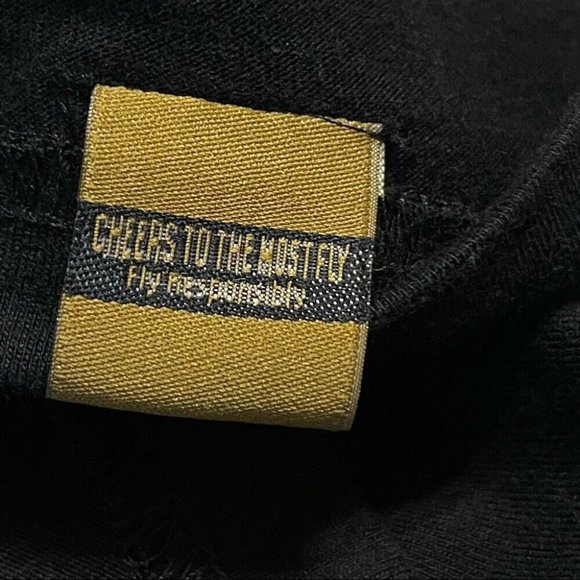 CHEERS TO THE MOST FLY
Fly Responsibly